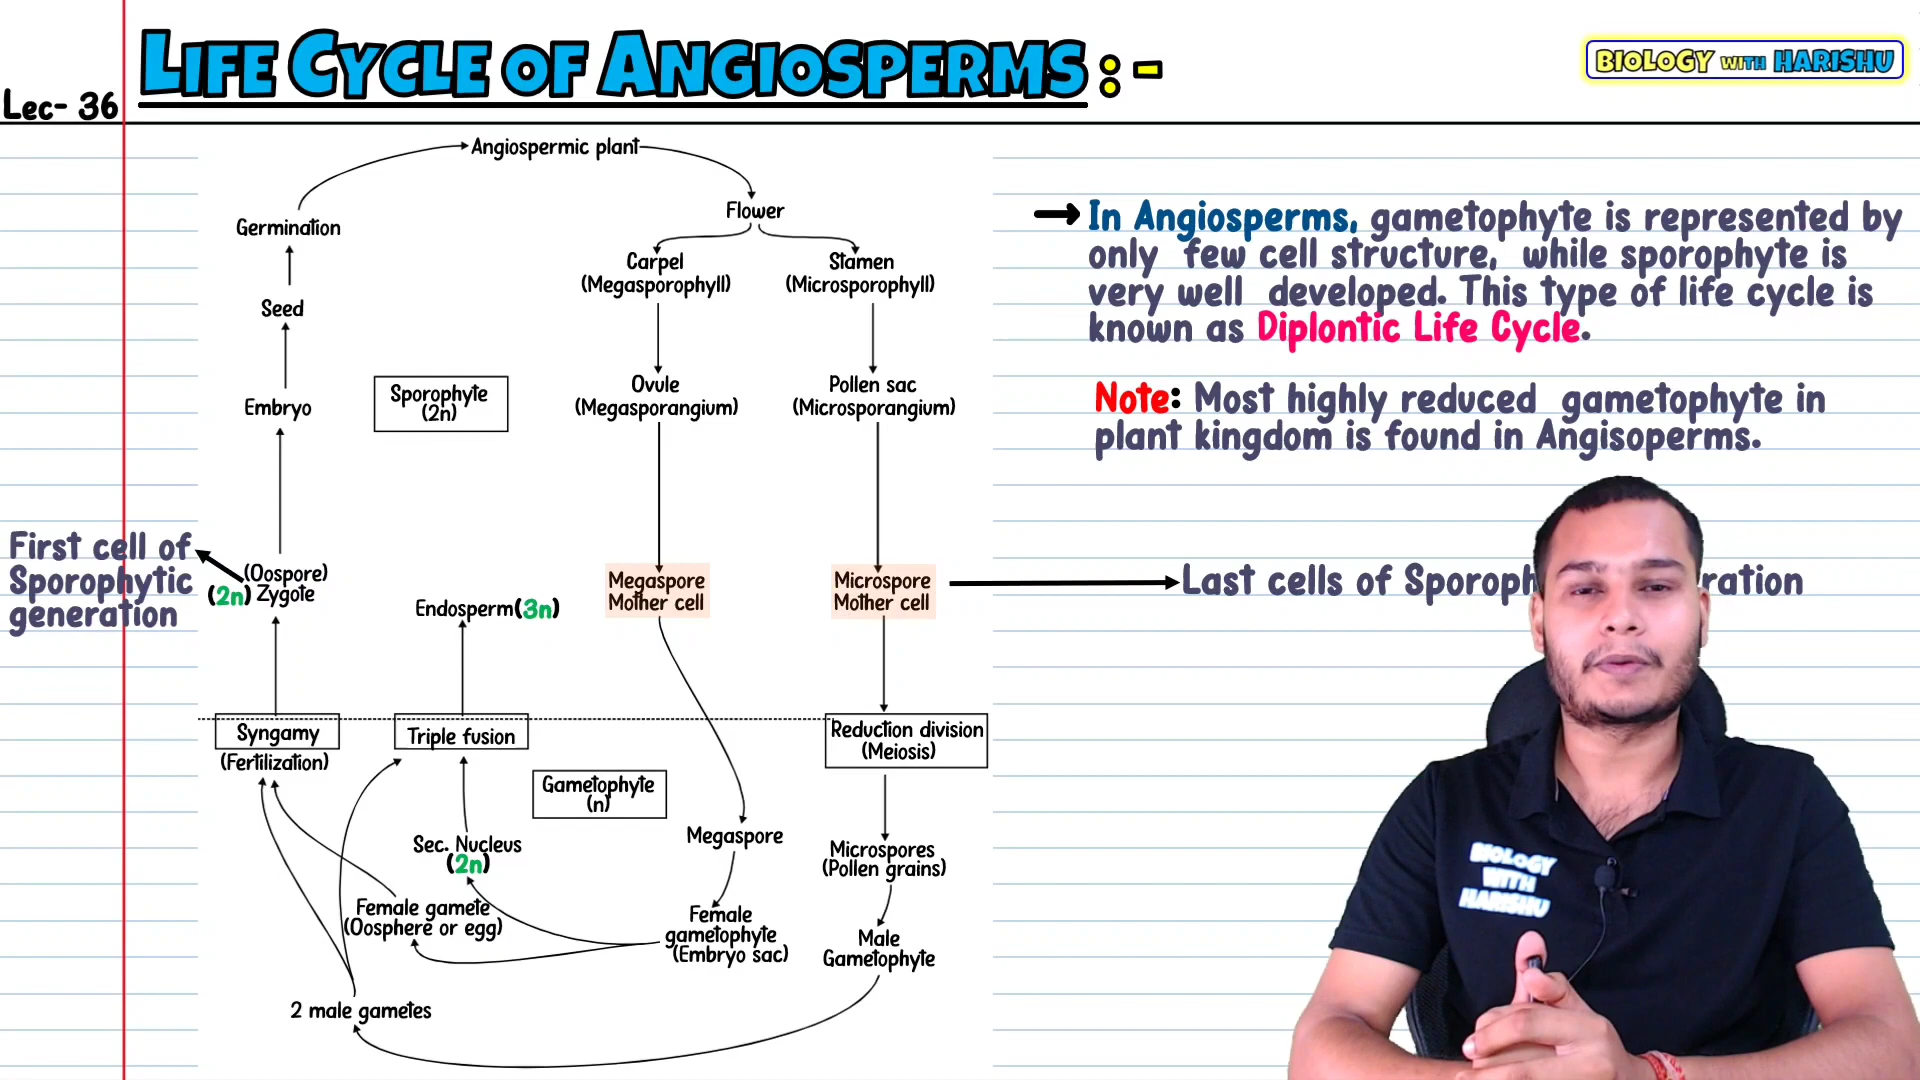 LIFE CYCLE OF ANGIOSPERMS :-
BIOLOGY WITH HARISHU
Lec- 36
Angiospermic plant
Flower
Germination
Carpel
(Megasporophyll)
Stamen
(Microsporophyll)
Seed
Embryo
Sporophyte
(2n)
Ovule
(Megasporangium)
Pollen sac
(Microsporangium)
First cell of
Sporophytic
generation
(Oospore)
(2n) Zygote
Endosperm(3n)
Megaspore
Mother cell
Microspore
Mother cell
Last cells of Sporoph
ration
Syngamy
(Fertilization)
Triple fusion
Reduction division
(Meiosis)
Gametophyte
(n)
Sec. Nucleus
(2n)
Megaspore
Microspores
(Pollen grains)
Female gamete
(Oosphere or egg)
Female
gametophyte
(Embryo sac)
Male
Gametophyte
2 male gametes
In Angiosperms, gametophyte is represented by
only few cell structure, while sporophyte is
very well developed. This type of life cycle is
known as Diplontic Life Cycle.
Note: Most highly reduced gametophyte in
plant kingdom is found in Angisoperms.
BIOLOGY
WITH
HARISHU